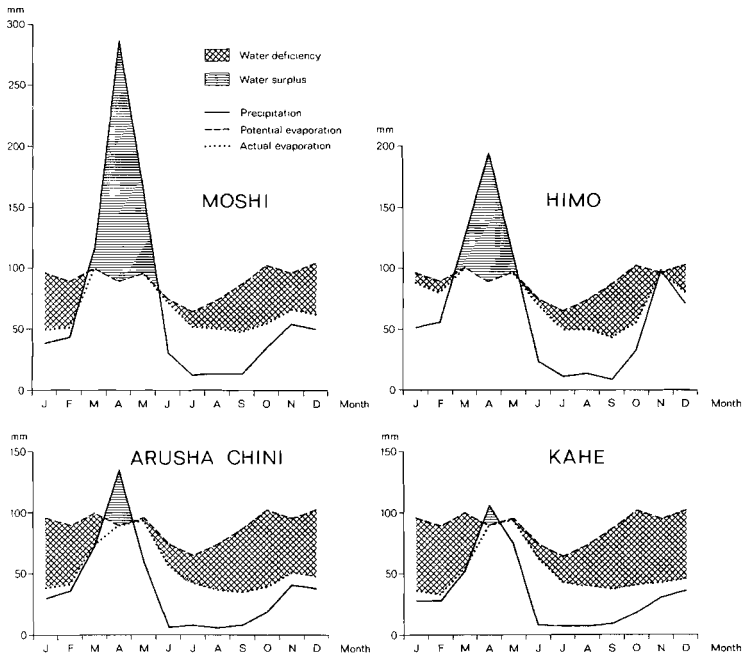 mm
300
250
200
150
100
50
0
J F M A M J J A S O N D Month
Water deficiency
Water surplus
Precipitation
Potential evaporation
Actual evaporation
MOSHI
mm
200
150
100
50
0
J F M A M J J A S O N D Month
HIMO
mm
150
100
50
0
J F M A M J J A S O N D Month
ARUSHA CHINI
mm
150
100
50
0
J F M A M J J A S O N D Month
KAHE